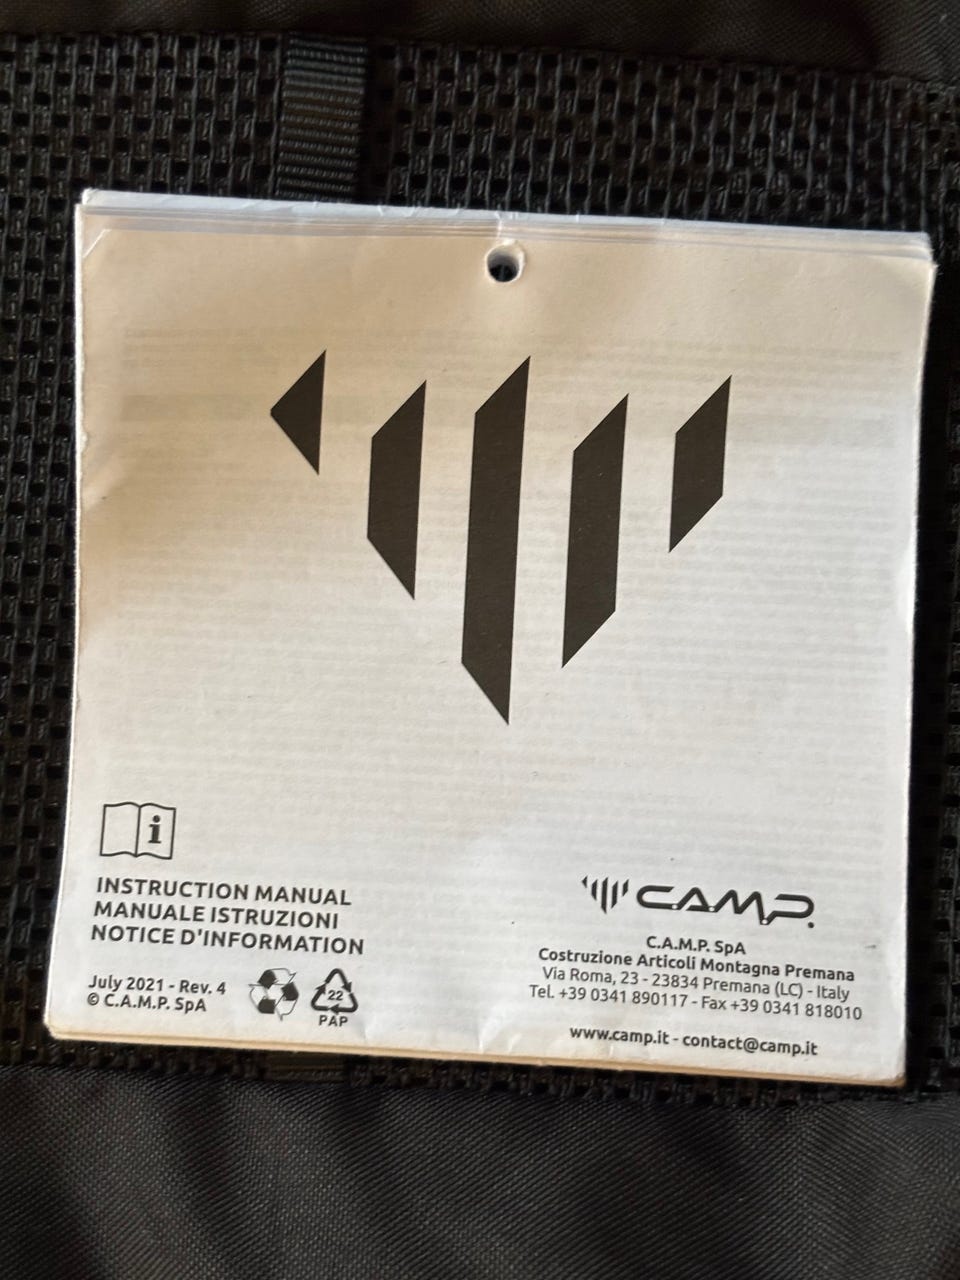 i
INSTRUCTION MANUAL
MANUALE ISTRUZIONI
NOTICE D'INFORMATION
July 2021 - Rev. 4
© C.A.M.P. SpA
22
PAP
C.A.M.P.
C.A.M.P. SpA
Costruzione Articoli Montagna Premana
Via Roma, 23 - 23834 Premana (LC) - Italy
Tel. +39 0341 890117 - Fax +39 0341 818010
www.camp.it - contact@camp.it